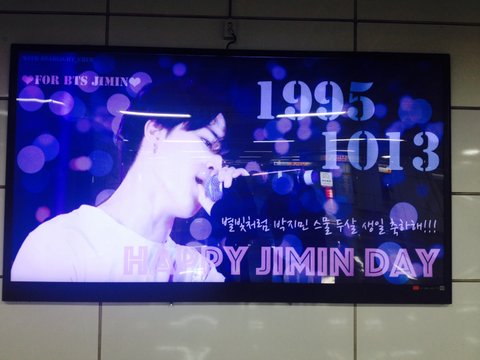 ♥FOR BTS JIMIN♥
1995
1013
별빛처럼 박지민 스물 두살 생일 축하해!!!
HAPPY JIMIN DAY